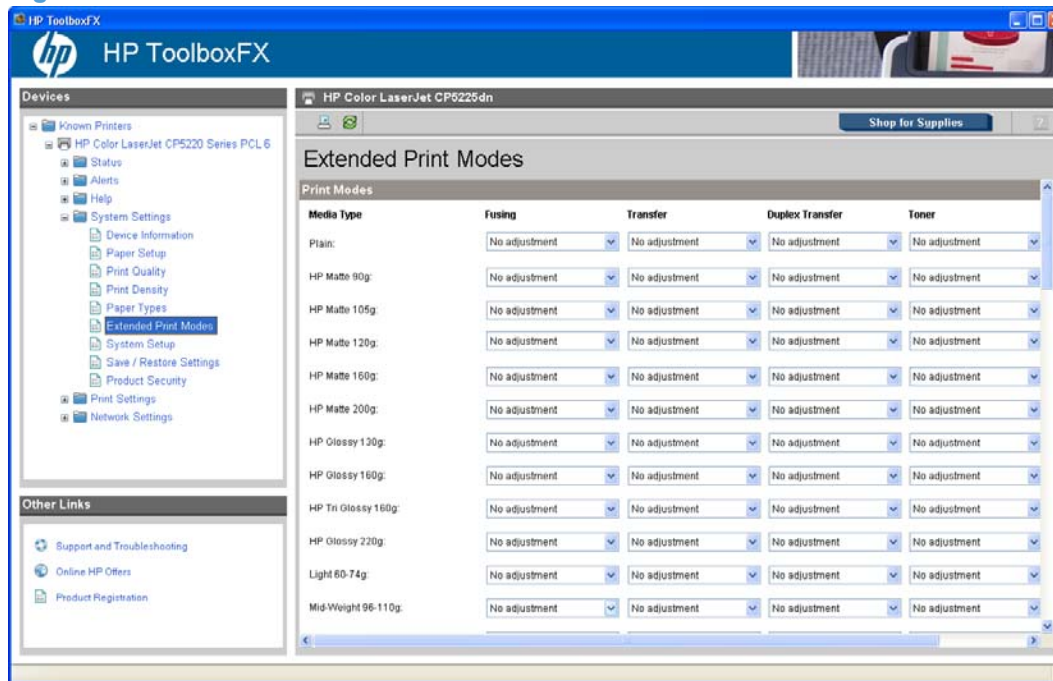 HP ToolboxFX
hp HP ToolboxFX
Devices
Known Printers
HP Color LaserJet CP5220 Series PCL 6
Status
Alerts
Help
System Settings
Device Information
Paper Setup
Print Quality
Print Density
Paper Types
Extended Print Modes
System Setup
Save / Restore Settings
Product Security
Print Settings
Network Settings
Other Links
Support and Troubleshooting
Online HP Offers
Product Registration
HP Color LaserJet CP5225dn
Shop for Supplies ?
Extended Print Modes
Print Modes
Media Type Fusing Transfer Duplex Transfer Toner
Plain: No adjustment No adjustment No adjustment No adjustment
HP Matte 90g: No adjustment No adjustment No adjustment No adjustment
HP Matte 105g: No adjustment No adjustment No adjustment No adjustment
HP Matte 120g: No adjustment No adjustment No adjustment No adjustment
HP Matte 160g: No adjustment No adjustment No adjustment No adjustment
HP Matte 200g: No adjustment No adjustment No adjustment No adjustment
HP Glossy 130g: No adjustment No adjustment No adjustment No adjustment
HP Glossy 160g: No adjustment No adjustment No adjustment No adjustment
HP Tri Glossy 160g: No adjustment No adjustment No adjustment No adjustment
HP Glossy 220g: No adjustment No adjustment No adjustment No adjustment
Light 60-74g: No adjustment No adjustment No adjustment No adjustment
Mid-Weight 96-110g: No adjustment No adjustment No adjustment No adjustment